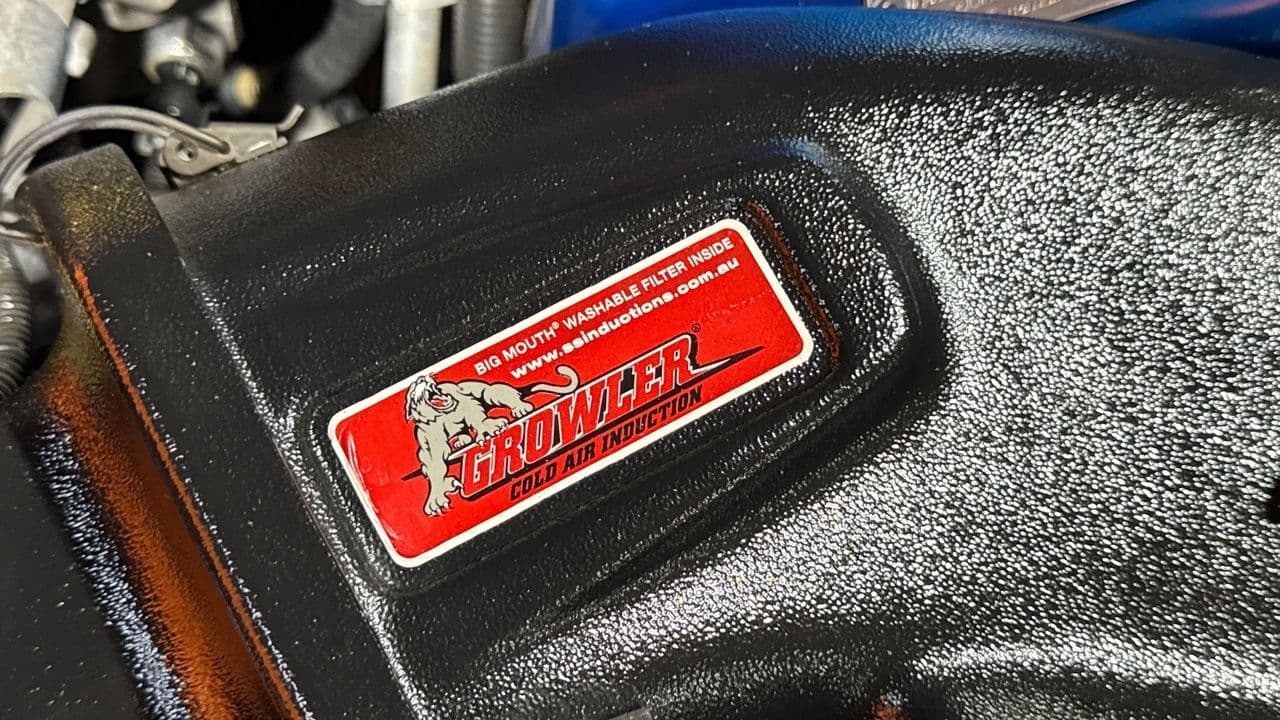 BIG MOUTH® WASHABLE FILTER INSIDE
www.ssinductions.com.au
GROWLER®
COLD AIR INDUCTION